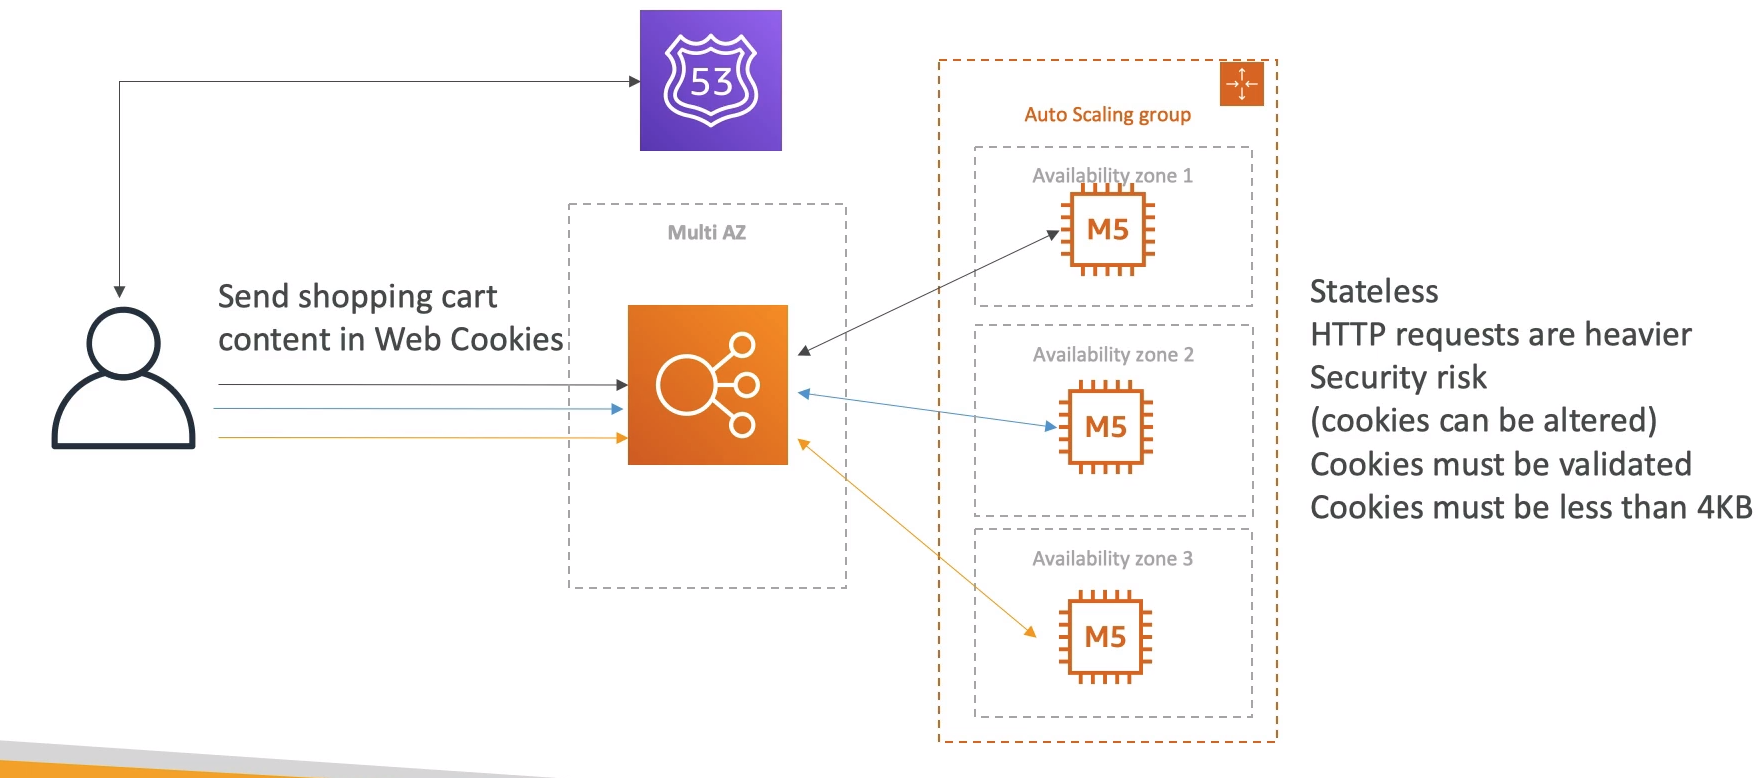 53
Auto Scaling group
Availability zone 1
M5
Multi AZ
Send shopping cart
content in Web Cookies
Availability zone 2
M5
Availability zone 3
M5
Stateless
HTTP requests are heavier
Security risk
(cookies can be altered)
Cookies must be validated
Cookies must be less than 4KB